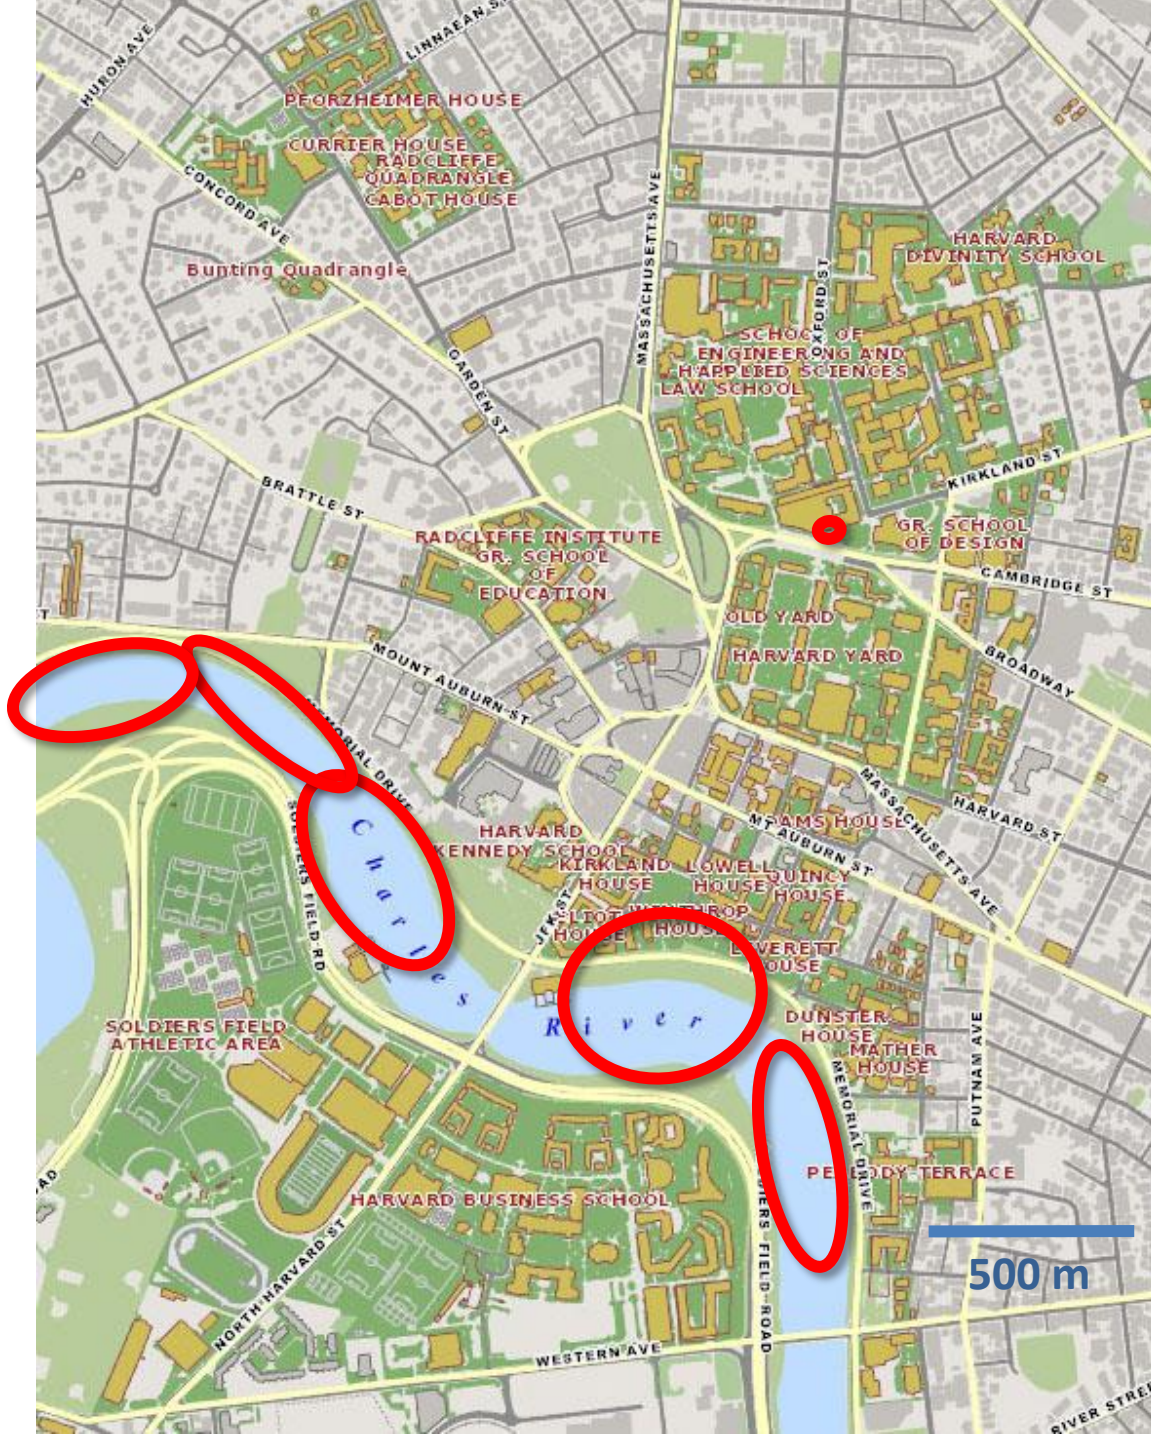 HURON AVE
LINNAEAN S
PFORZHEIMER HOUSE
CURRIER HOUSE
RADCLIFFE
QUADRANGLE
CABOT HOUSE
CONCORD AVE
MASSACHUSETTS AVE
HARVARD
DIVINITY SCHOOL
Bunting Quadrangle
OXFORD ST
SCHOOL OF
ENGINEERING AND
APPLIED SCIENCES
LAW SCHOOL
GARDEN ST
KIRKLAND ST
BRATTLE ST
RADCLIFFE INSTITUTE
GR. SCHOOL
OF
EDUCATION
GR. SCHOOL
OF DESIGN
CAMBRIDGE ST
ST
OLD YARD
HARVARD YARD
BROADWAY
MOUNT AUBURN ST
MEMORIAL DRIVE
SOLDIERS FIELD RD
Charles
MASSACHUSETTS AVE
HARVARD ST
MT AUBURN ST
AMS HOUSE
HARVARD
KENNEDY SCHOOL
KIRKLAND
HOUSE
LOWELL
HOUSE
QUINCY
HOUSE
JFK ST
ELIOT
HOUSE
WINTHROP
HOUSE
LEVERETT
HOUSE
River
SOLDIERS FIELD
ATHLETIC AREA
DUNSTER
HOUSE
MATHER
HOUSE
PUTNAM AVE
MEMORIAL DRIVE
PEABODY TERRACE
HARVARD BUSINESS SCHOOL
OAD
DIERS FIELD ROAD
500 m
NORTH HARVARD ST
WESTERN AVE
RIVER STREE